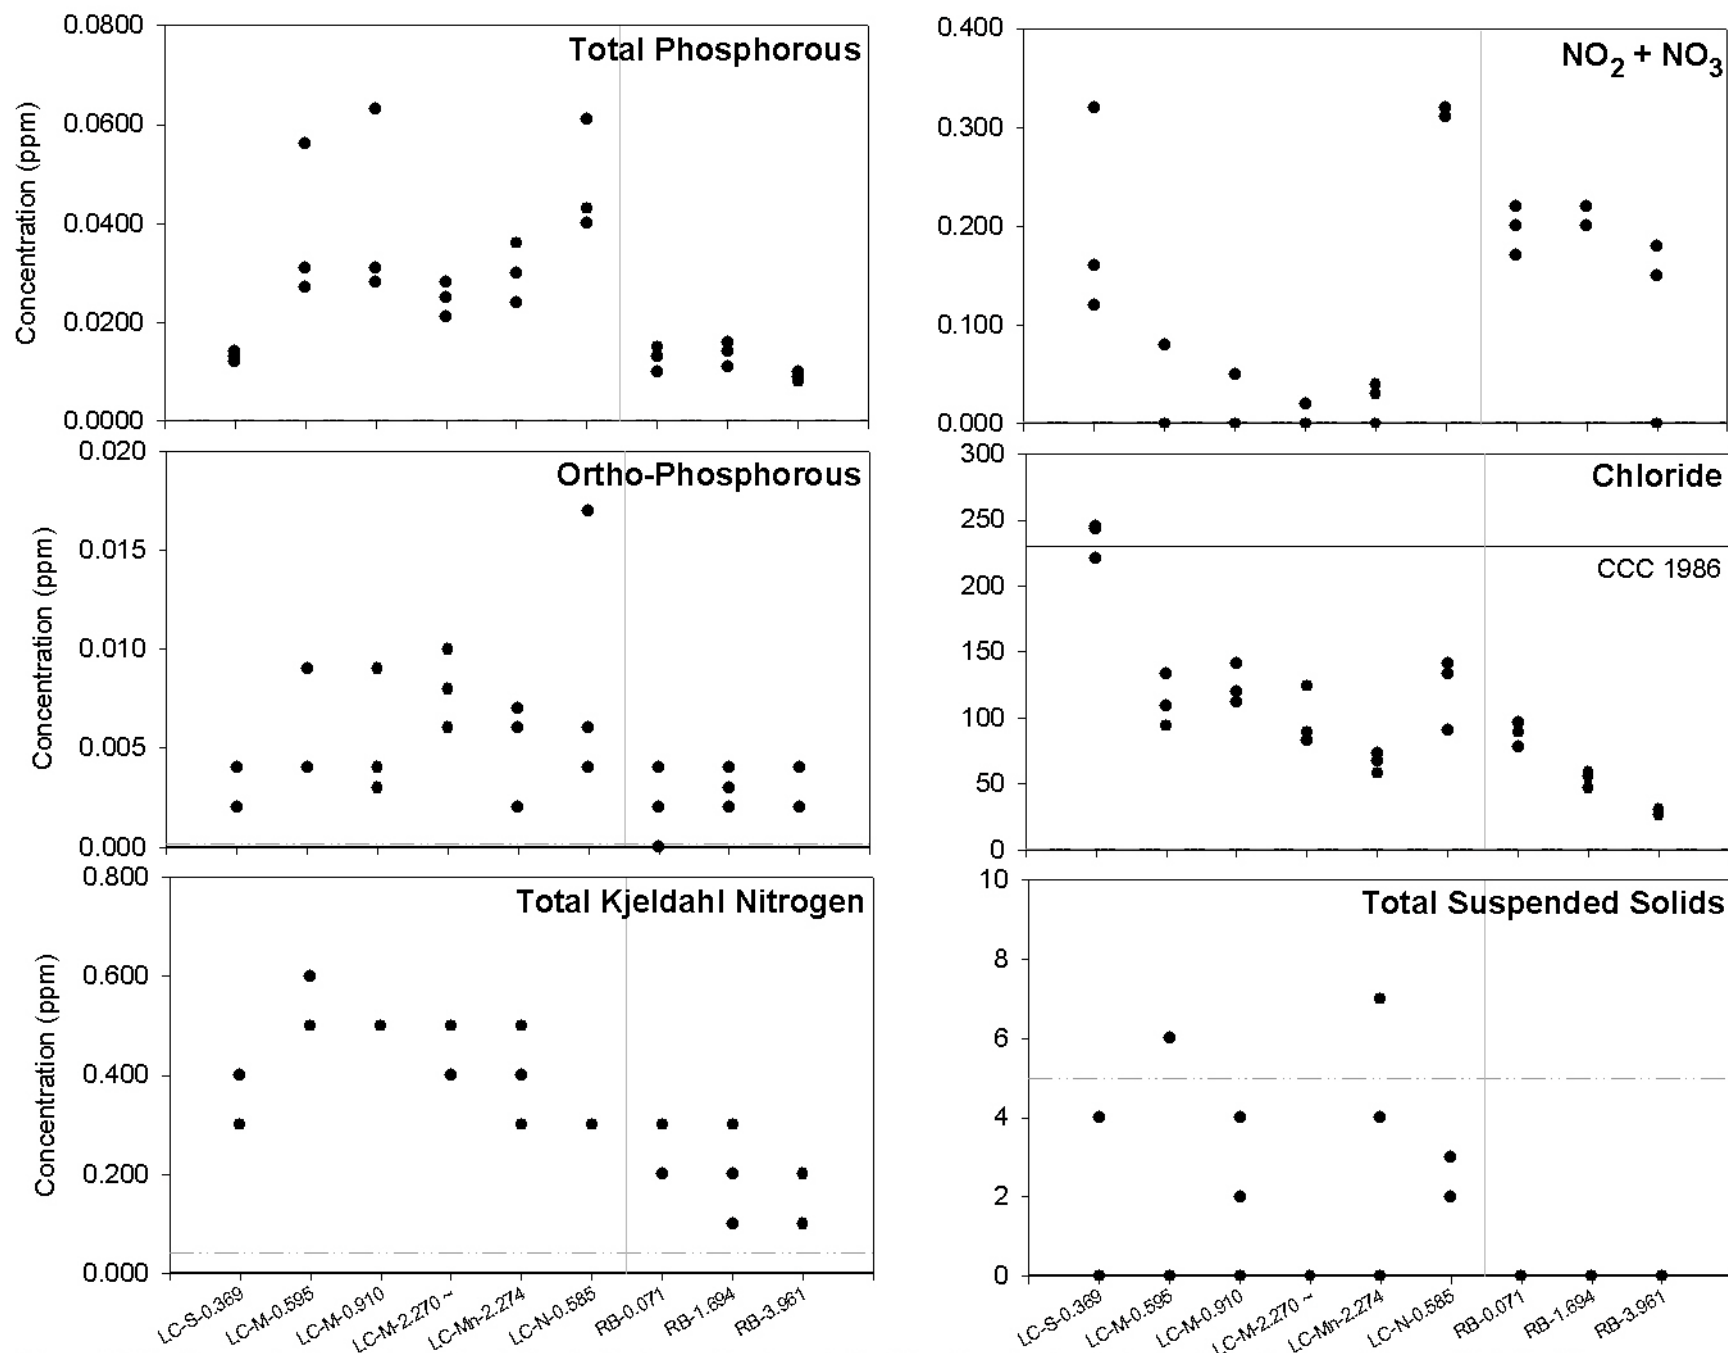 Total Phosphorous
Concentration (ppm)
0.0800
0.0600
0.0400
0.0200
0.0000
NO2 + NO3
0.400
0.300
0.200
0.100
0.000
Ortho-Phosphorous
Concentration (ppm)
0.020
0.015
0.010
0.005
0.000
Chloride
CCC 1986
300
250
200
150
100
50
0
Total Kjeldahl Nitrogen
Concentration (ppm)
0.800
0.600
0.400
0.200
0.000
LC-S-0.369
LC-M-0.595
LC-M-0.910
LC-M-2.270 ~
LC-Mn-2.274
LC-N-0.585
RB-0.071
RB-1.694
RB-3.961
Total Suspended Solids
10
8
6
4
2
0
LC-S-0.369
LC-M-0.595
LC-M-0.910
LC-M-2.270 ~
LC-Mn-2.274
LC-N-0.585
RB-0.071
RB-1.694
RB-3.961